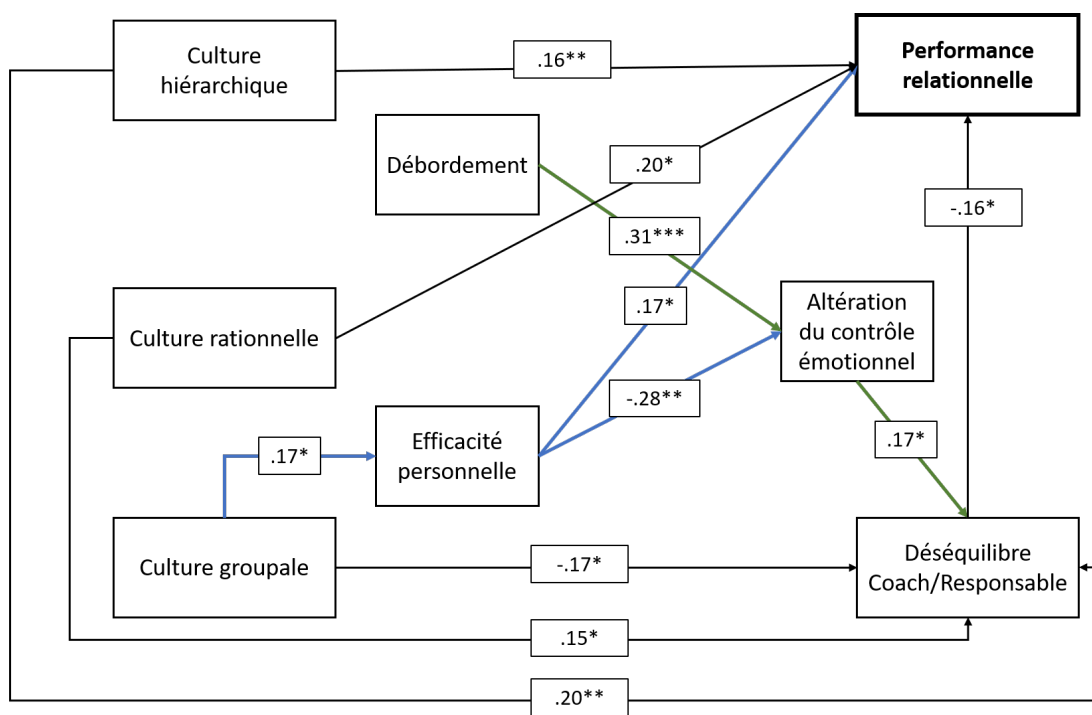 Culture
hiérarchique
.16**
Performance
relationnelle
Débordement
.20*
-.16*
.31***
Culture rationnelle
.17*
Altération
du contrôle
émotionnel
-.28**
.17*
Efficacité
personnelle
.17*
Culture groupale
-.17*
Déséquilibre
Coach/Responsable
.15*
.20**